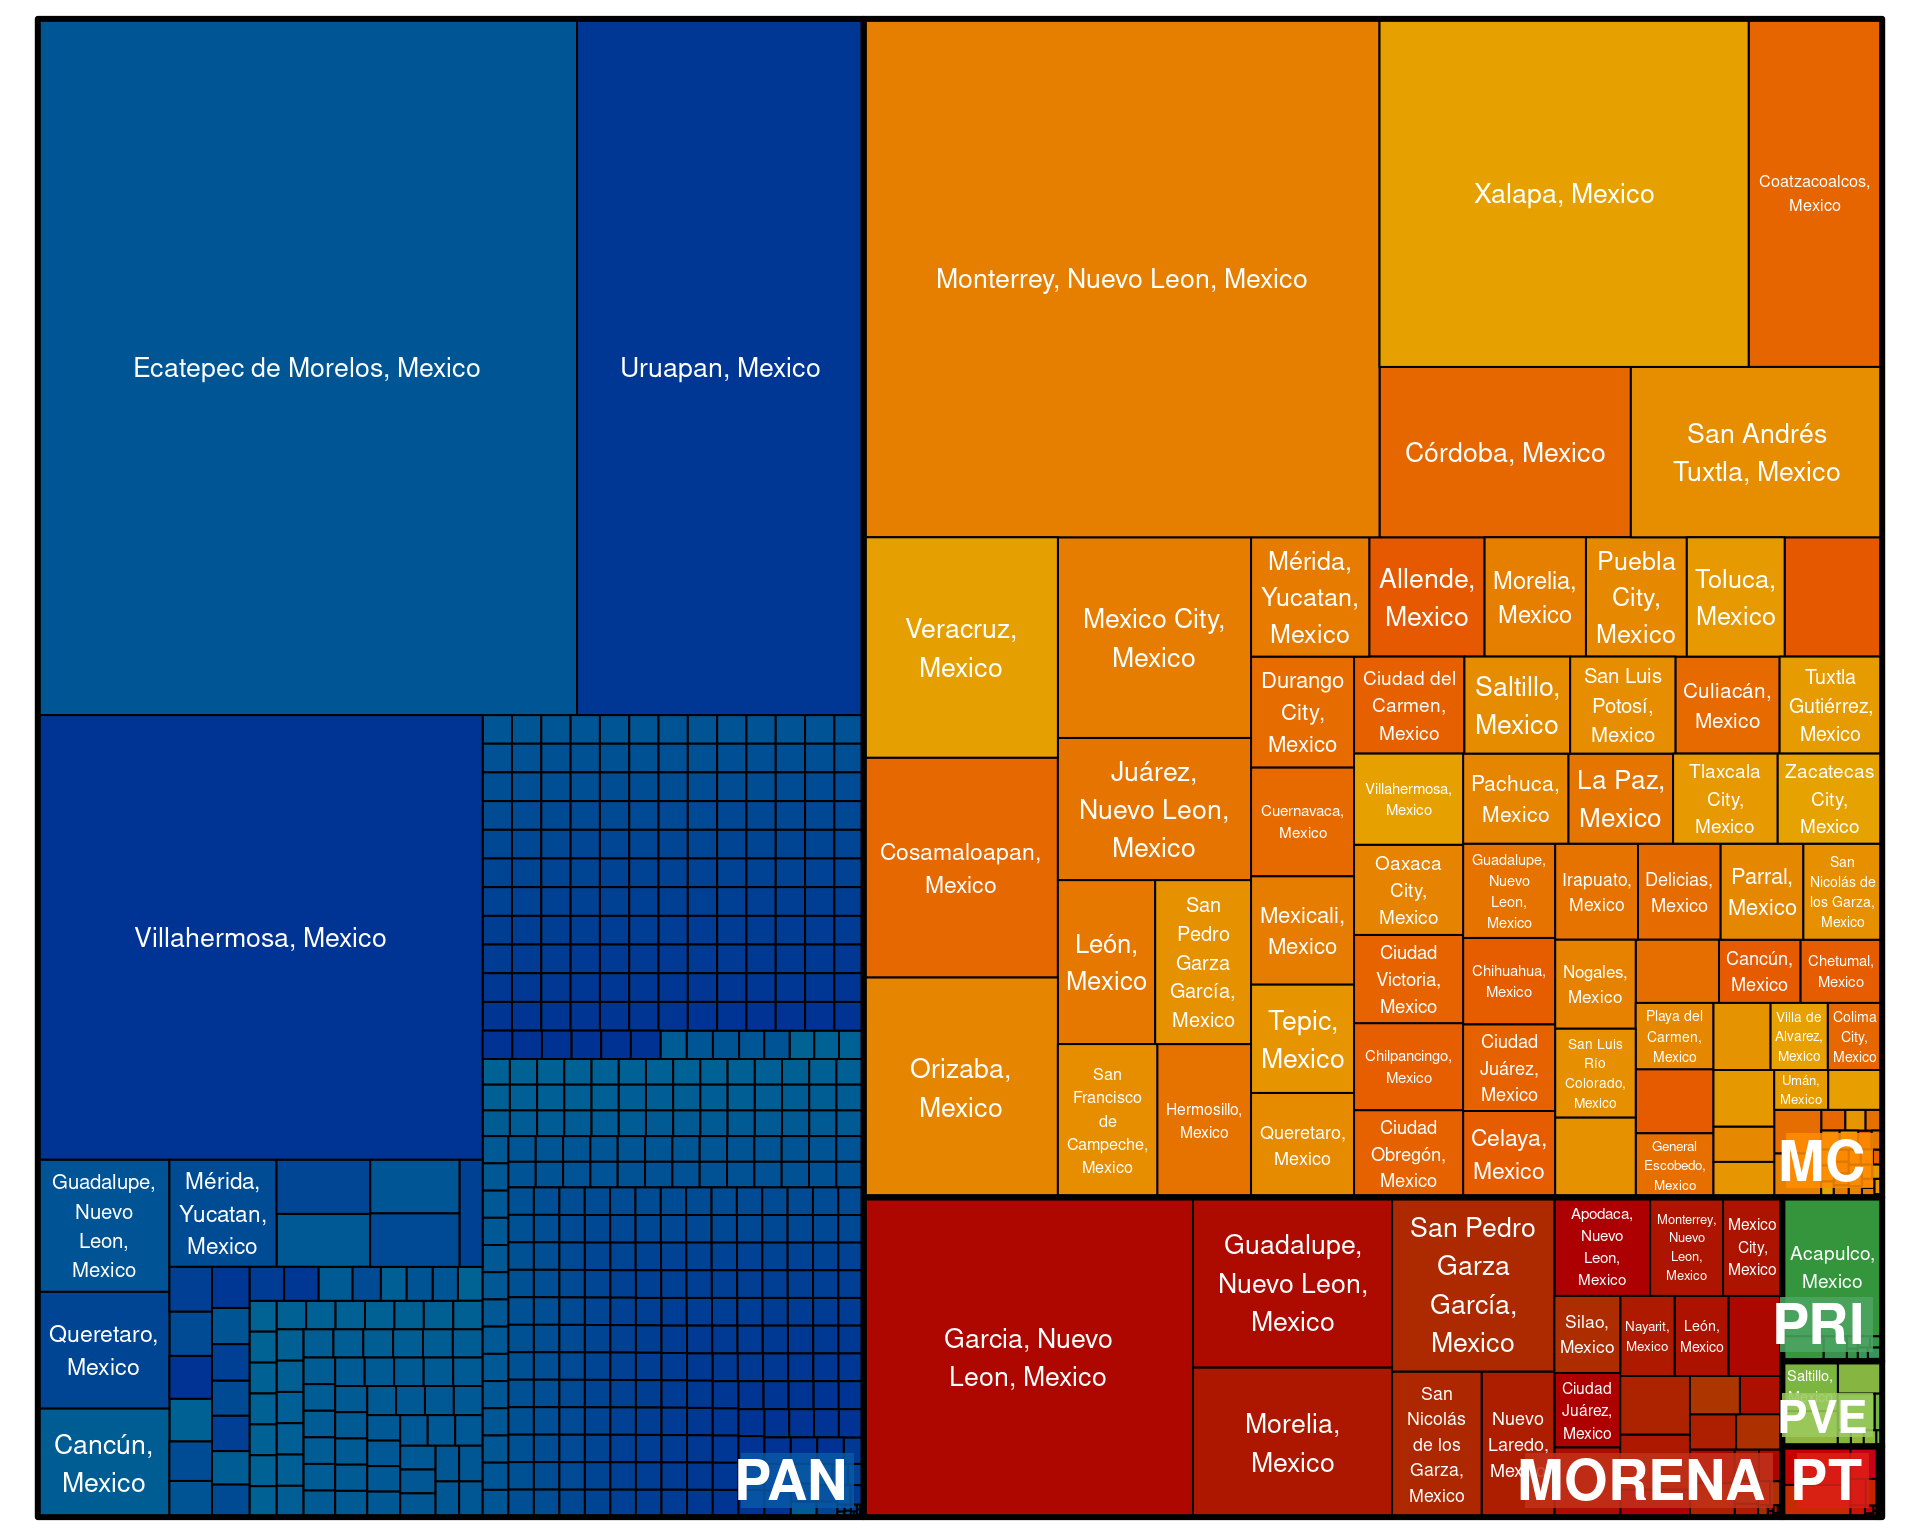 Ecatepec de Morelos, Mexico
Uruapan, Mexico
Villahermosa, Mexico
Guadalupe,
Nuevo
Leon,
Mexico
Mérida,
Yucatan,
Mexico
Queretaro,
Mexico
Cancún,
Mexico
PAN
Monterrey, Nuevo Leon, Mexico
Xalapa, Mexico
Coatzacoalcos,
Mexico
Córdoba, Mexico
San Andrés
Tuxtla, Mexico
Veracruz,
Mexico
Mexico City,
Mexico
Mérida,
Yucatan,
Mexico
Allende,
Mexico
Morelia,
Mexico
Puebla
City,
Mexico
Toluca,
Mexico
Durango
City,
Mexico
Ciudad del
Carmen,
Mexico
Saltillo,
Mexico
San Luis
Potosí,
Mexico
Culiacán,
Mexico
Tuxtla
Gutiérrez,
Mexico
Cosamaloapan,
Mexico
Juárez,
Nuevo Leon,
Mexico
Cuernavaca,
Mexico
Villahermosa,
Mexico
Pachuca,
Mexico
La Paz,
Mexico
Tlaxcala
City,
Mexico
Zacatecas
City,
Mexico
León,
Mexico
San
Pedro
Garza
García,
Mexico
Mexicali,
Mexico
Oaxaca
City,
Mexico
Guadalupe,
Nuevo
Leon,
Mexico
Irapuato,
Mexico
Delicias,
Mexico
Parral,
Mexico
San
Nicolás de
los Garza,
Mexico
Orizaba,
Mexico
Tepic,
Mexico
Ciudad
Victoria,
Mexico
Chihuahua,
Mexico
Nogales,
Mexico
Cancún,
Mexico
Chetumal,
Mexico
San
Francisco
de
Campeche,
Mexico
Hermosillo,
Mexico
Queretaro,
Mexico
Chilpancingo,
Mexico
Ciudad
Juárez,
Mexico
San Luis
Río
Colorado,
Mexico
Playa del
Carmen,
Mexico
Villa de
Alvarez,
Mexico
Colima
City,
Mexico
Umán,
Mexico
Ciudad
Obregón,
Mexico
Celaya,
Mexico
General
Escobedo,
Mexico
MC
Garcia, Nuevo
Leon, Mexico
Guadalupe,
Nuevo Leon,
Mexico
Morelia,
Mexico
San Pedro
Garza
García,
Mexico
San
Nicolás
de los
Garza,
Mexico
Nuevo
Laredo,
Mexico
Apodaca,
Nuevo
Leon,
Mexico
Monterrey,
Nuevo
Leon,
Mexico
Mexico
City,
Mexico
Silao,
Mexico
Nayarit,
Mexico
León,
Mexico
Ciudad
Juárez,
Mexico
MORENA
Acapulco,
Mexico
PRI
Saltillo,
Mexico
PVE
PT